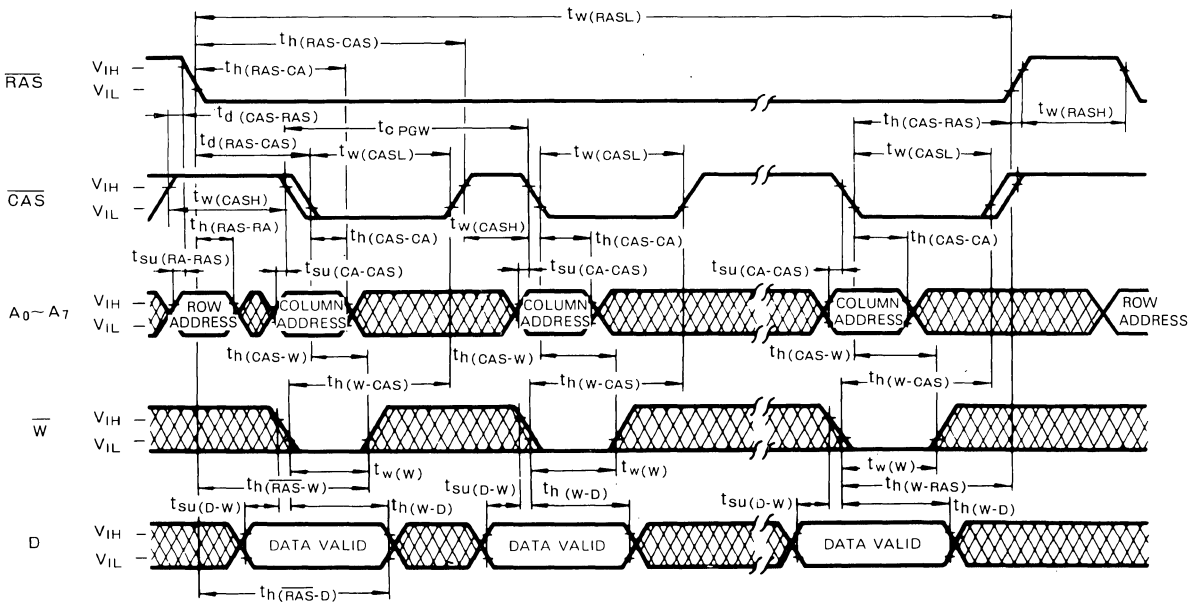 tw(RASL)
th(RAS-CAS)
th(RAS-CA)
RAS
VIH
VIL
td(CAS-RAS)
tc PGW
th(CAS-RAS)
tw(RASH)
td(RAS-CAS)
tw(CASL)
tw(CASL)
tw(CASL)
CAS
VIH
VIL
tw(CASH)
th(RAS-RA)
tw(CASH)
th(CAS-CA)
th(CAS-CA)
th(CAS-CA)
tsu(RA-RAS)
tsu(CA-CAS)
tsu(CA-CAS)
A0~A7
VIH
VIL
ROW ADDRESS
COLUMN ADDRESS
COLUMN ADDRESS
COLUMN ADDRESS
ROW ADDRESS
th(CAS-W)
th(CAS-W)
th(CAS-W)
th(W-CAS)
th(W-CAS)
th(W-CAS)
W
VIH
VIL
tw(W)
tw(W)
tw(W)
th(RAS-W)
th(W-RAS)
tsu(D-W)
th(W-D)
tsu(D-W)
th(W-D)
tsu(D-W)
th(W-D)
D
VIH
VIL
DATA VALID
DATA VALID
DATA VALID
th(RAS-D)